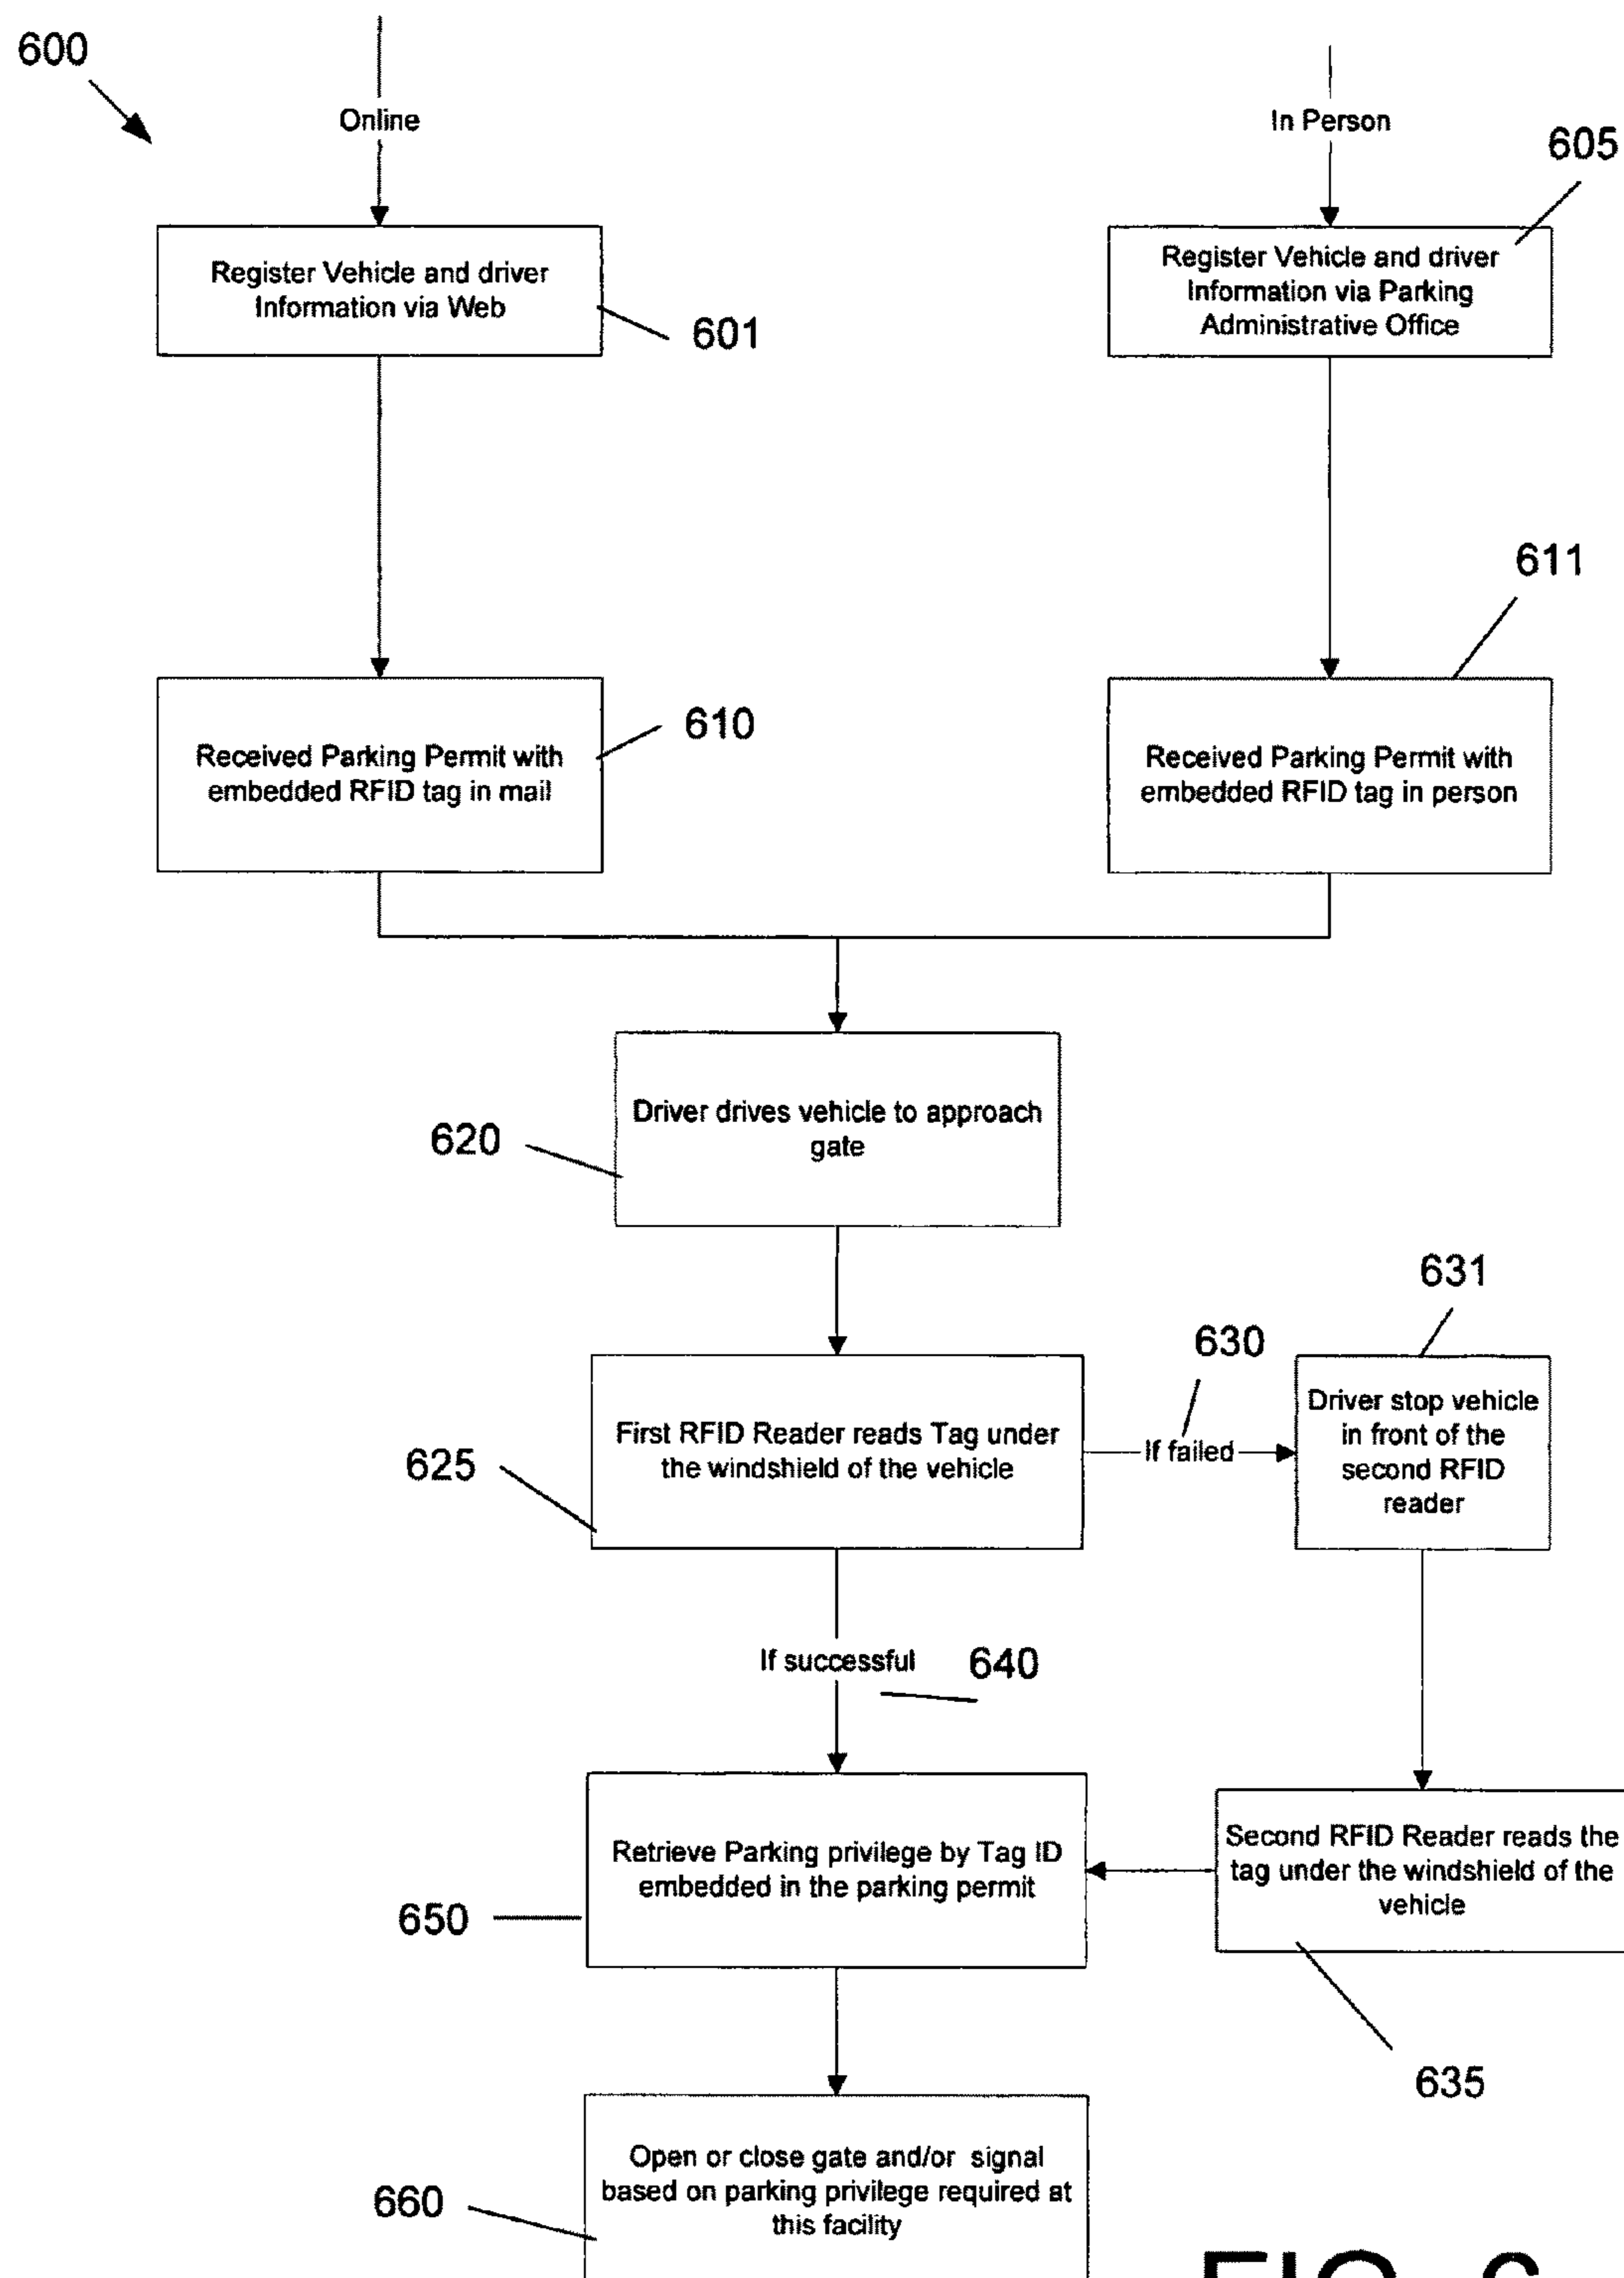 600
Online
In Person
605
Register Vehicle and driver
Information via Web
601
Register Vehicle and driver
Information via Parking
Administrative Office
611
Received Parking Permit with
embedded RFID tag in mail
610
Received Parking Permit with
embedded RFID tag in person
Driver drives vehicle to approach
gate
620
631
630
First RFID Reader reads Tag under
the windshield of the vehicle
625
If failed
Driver stop vehicle
in front of the
second RFID
reader
If successful
640
Retrieve Parking privilege by Tag ID
embedded in the parking permit
650
Second RFID Reader reads the
tag under the windshield of the
vehicle
635
Open or close gate and/or signal
based on parking privilege required at
this facility
660
FIG. 6